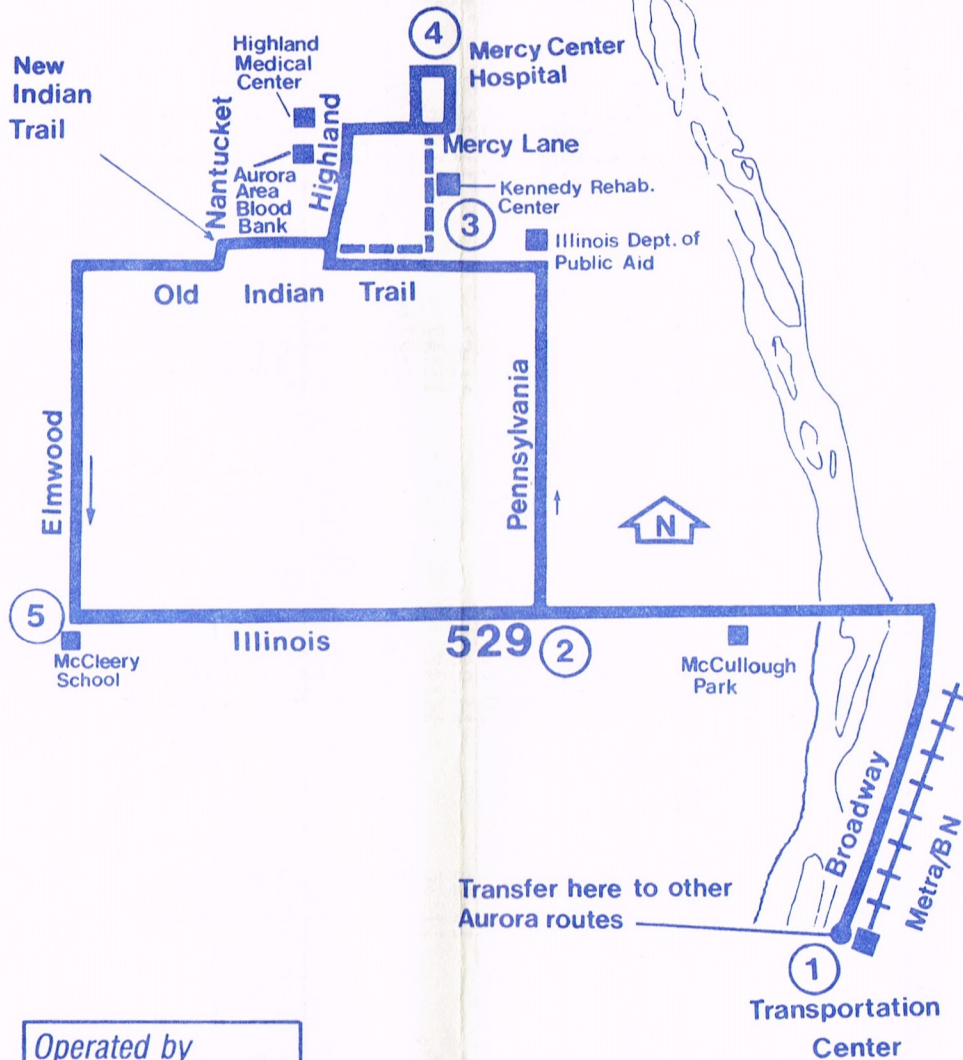 4
Mercy Center
Hospital
Highland
Medical
Center
New
Indian
Trail
Nantucket
Highland
Mercy Lane
Aurora
Area
Blood
Bank
Kennedy Rehab.
Center
3
Illinois Dept. of
Public Aid
Old Indian Trail
Elmwood
Pennsylvania
N
5
McCleery
School
Illinois
529
2
McCullough
Park
Broadway
Metra/BN
Transfer here to other
Aurora routes
1
Transportation
Center
Operated by